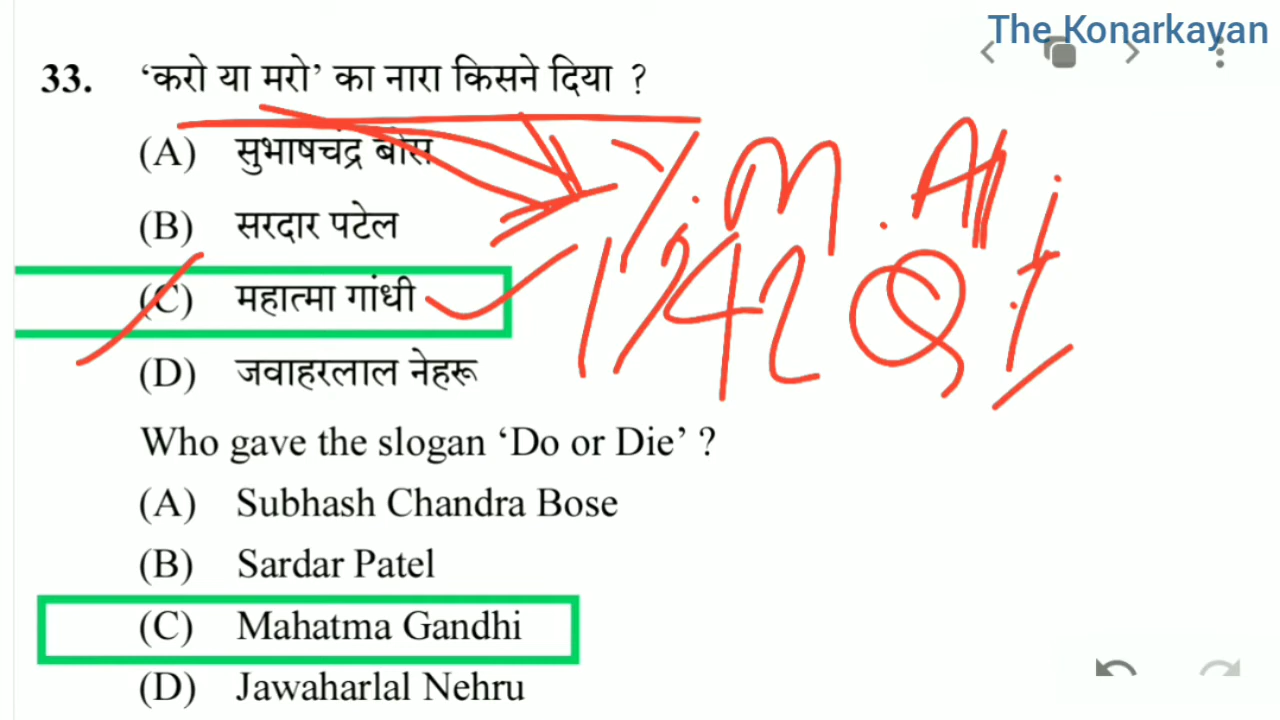 The Konarkayan
33. ‘करो या मरो’ का नारा किसने दिया ?
(A) सुभाषचंद्र बोस
(B) सरदार पटेल
(C) महात्मा गांधी
(D) जवाहरलाल नेहरू
1942 Q
Who gave the slogan ‘Do or Die’ ?
(A) Subhash Chandra Bose
(B) Sardar Patel
(C) Mahatma Gandhi
(D) Jawaharlal Nehru